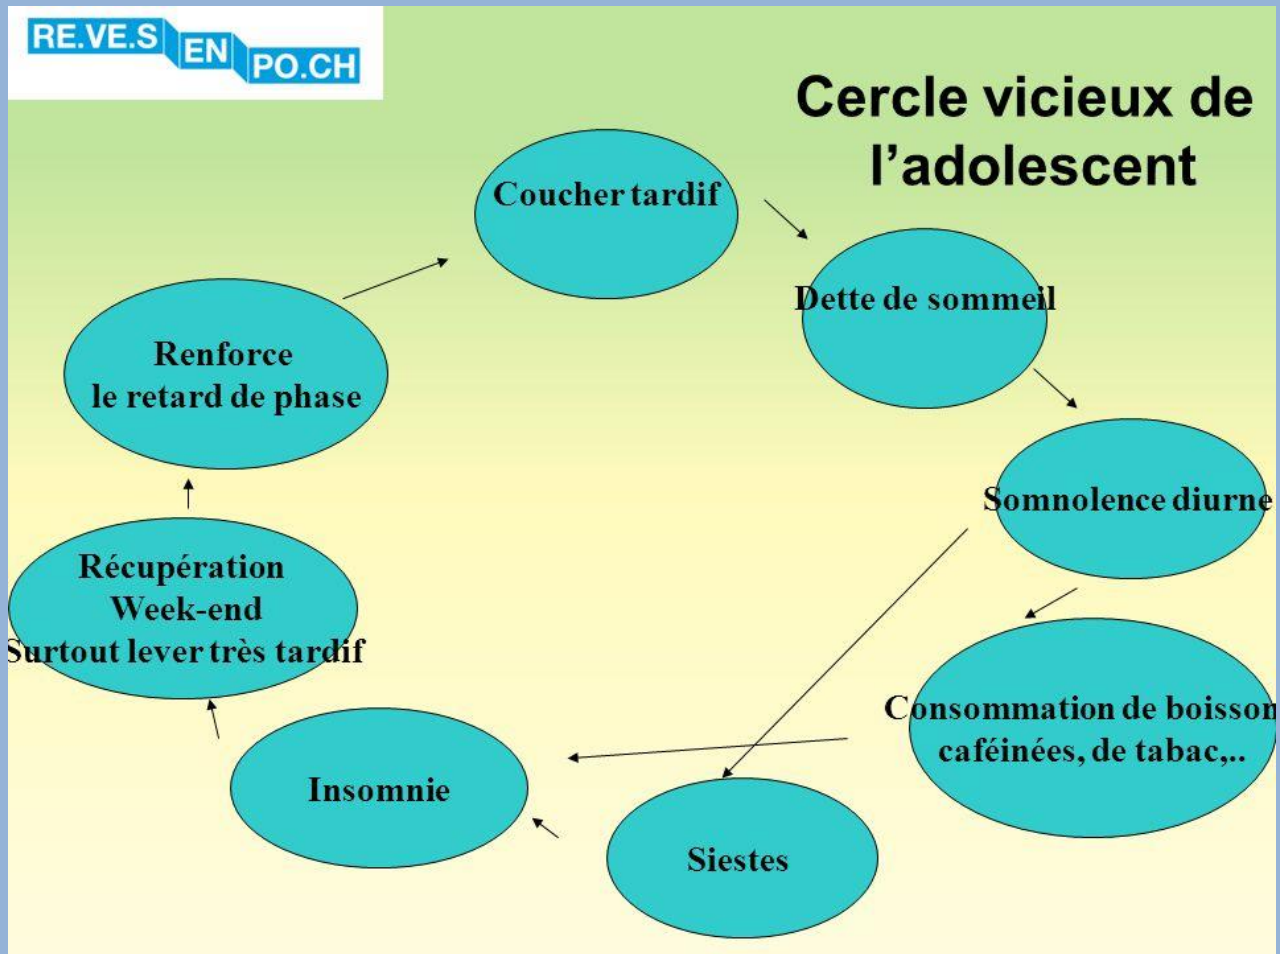 RE.VE.S EN PO.CH
Cercle vicieux de
l’adolescent
Coucher tardif
Dette de sommeil
Somnolence diurne
Consommation de boisson
caféinées, de tabac,..
Siestes
Insomnie
Récupération
Week-end
Surtout lever très tardif
Renforce
le retard de phase